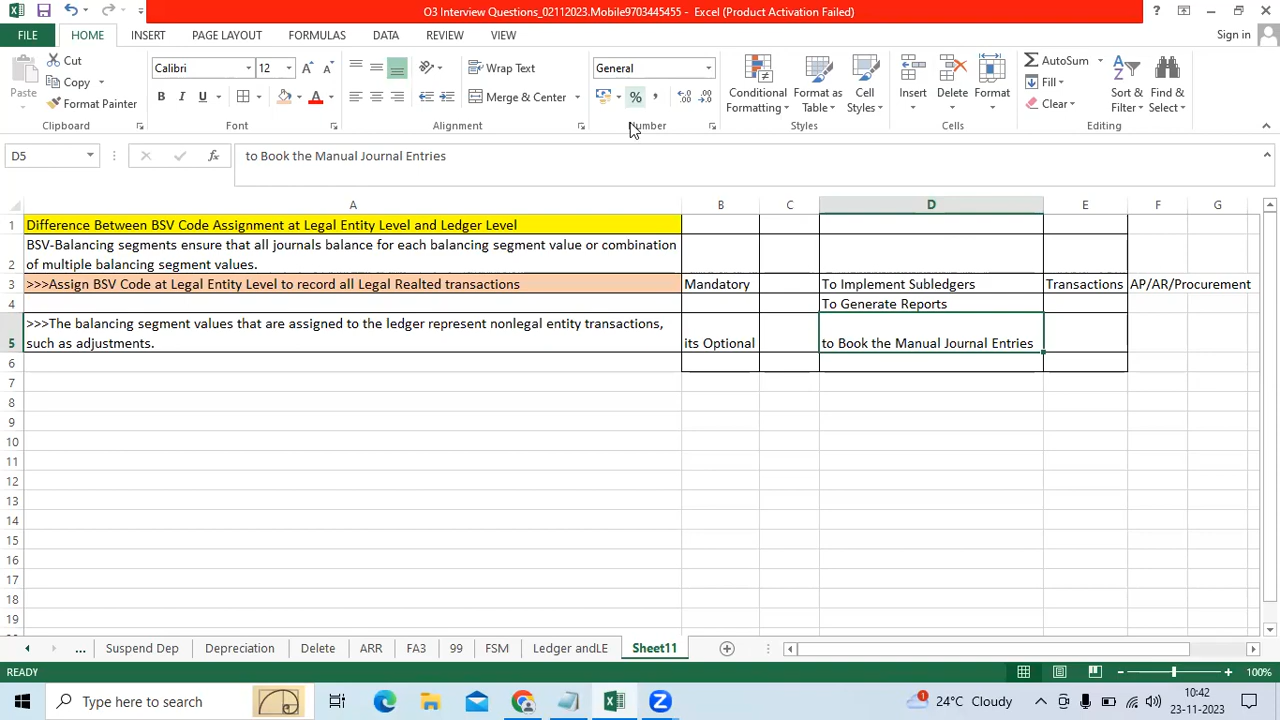 O3 Interview Questions_02112023.Mobile9703445455 - Excel (Product Activation Failed)
FILE HOME INSERT PAGE LAYOUT FORMULAS DATA REVIEW VIEW Sign in
Cut
Copy
Format Painter
Paste
Clipboard
Calibri 12
B I U
Font
Wrap Text
Merge & Center
Alignment
General
Number
Conditional Formatting
Format as Table
Cell Styles
Styles
Insert Delete Format
Cells
AutoSum
Fill
Clear
Sort & Filter
Find & Select
Editing
D5 to Book the Manual Journal Entries
A B C D E F G
1 Difference Between BSV Code Assignment at Legal Entity Level and Ledger Level
BSV-Balancing segments ensure that all journals balance for each balancing segment value or combination
2 of multiple balancing segment values.
3 >>>Assign BSV Code at Legal Entity Level to record all Legal Realted transactions Mandatory To Implement Subledgers Transactions AP/AR/Procurement
4 To Generate Reports
>>>The balancing segment values that are assigned to the ledger represent nonlegal entity transactions,
5 such as adjustments. its Optional to Book the Manual Journal Entries
6
7
8
9
10
11
12
13
14
15
16
17
18
19
... Suspend Dep Depreciation Delete ARR FA3 99 FSM Ledger andLE Sheet11
READY 100%
Type here to search 24°C Cloudy 10:42
23-11-2023